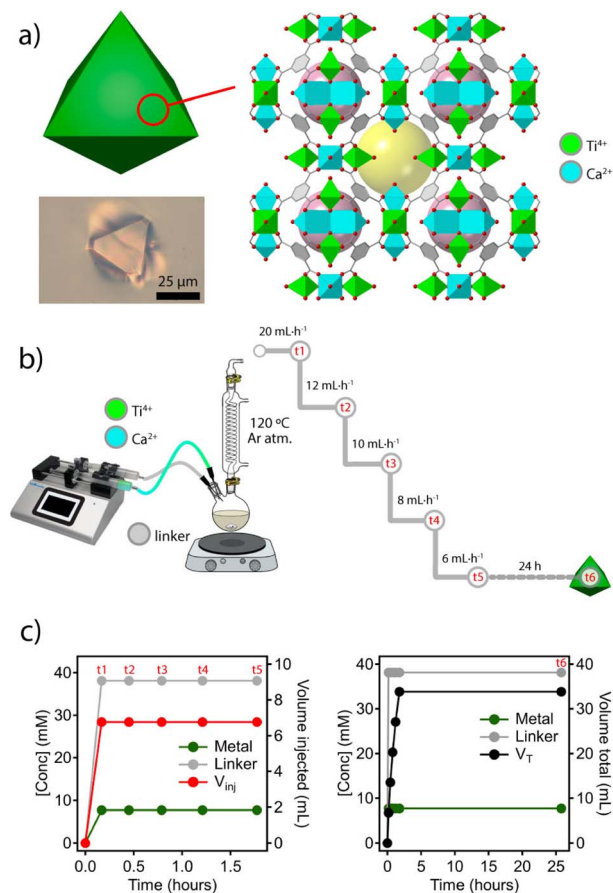 a)
Ti⁴⁺
Ca²⁺
25 μm
b)
20 mL·h⁻¹
t1
12 mL·h⁻¹
t2
10 mL·h⁻¹
t3
8 mL·h⁻¹
t4
6 mL·h⁻¹
t5
24 h
t6
Ti⁴⁺
Ca²⁺
120 ºC
Ar atm.
linker
c)
t1 t2 t3 t4 t5
40
30
20
10
0
[Conc] (mM)
10
8
6
4
2
0
Volume injected (mL)
Metal
Linker
V_inj
0.0 0.5 1.0 1.5
Time (hours)
t6
40
30
20
10
0
[Conc] (mM)
40
30
20
10
0
Volume total (mL)
Metal
Linker
V_T
0 5 10 15 20 25
Time (hours)